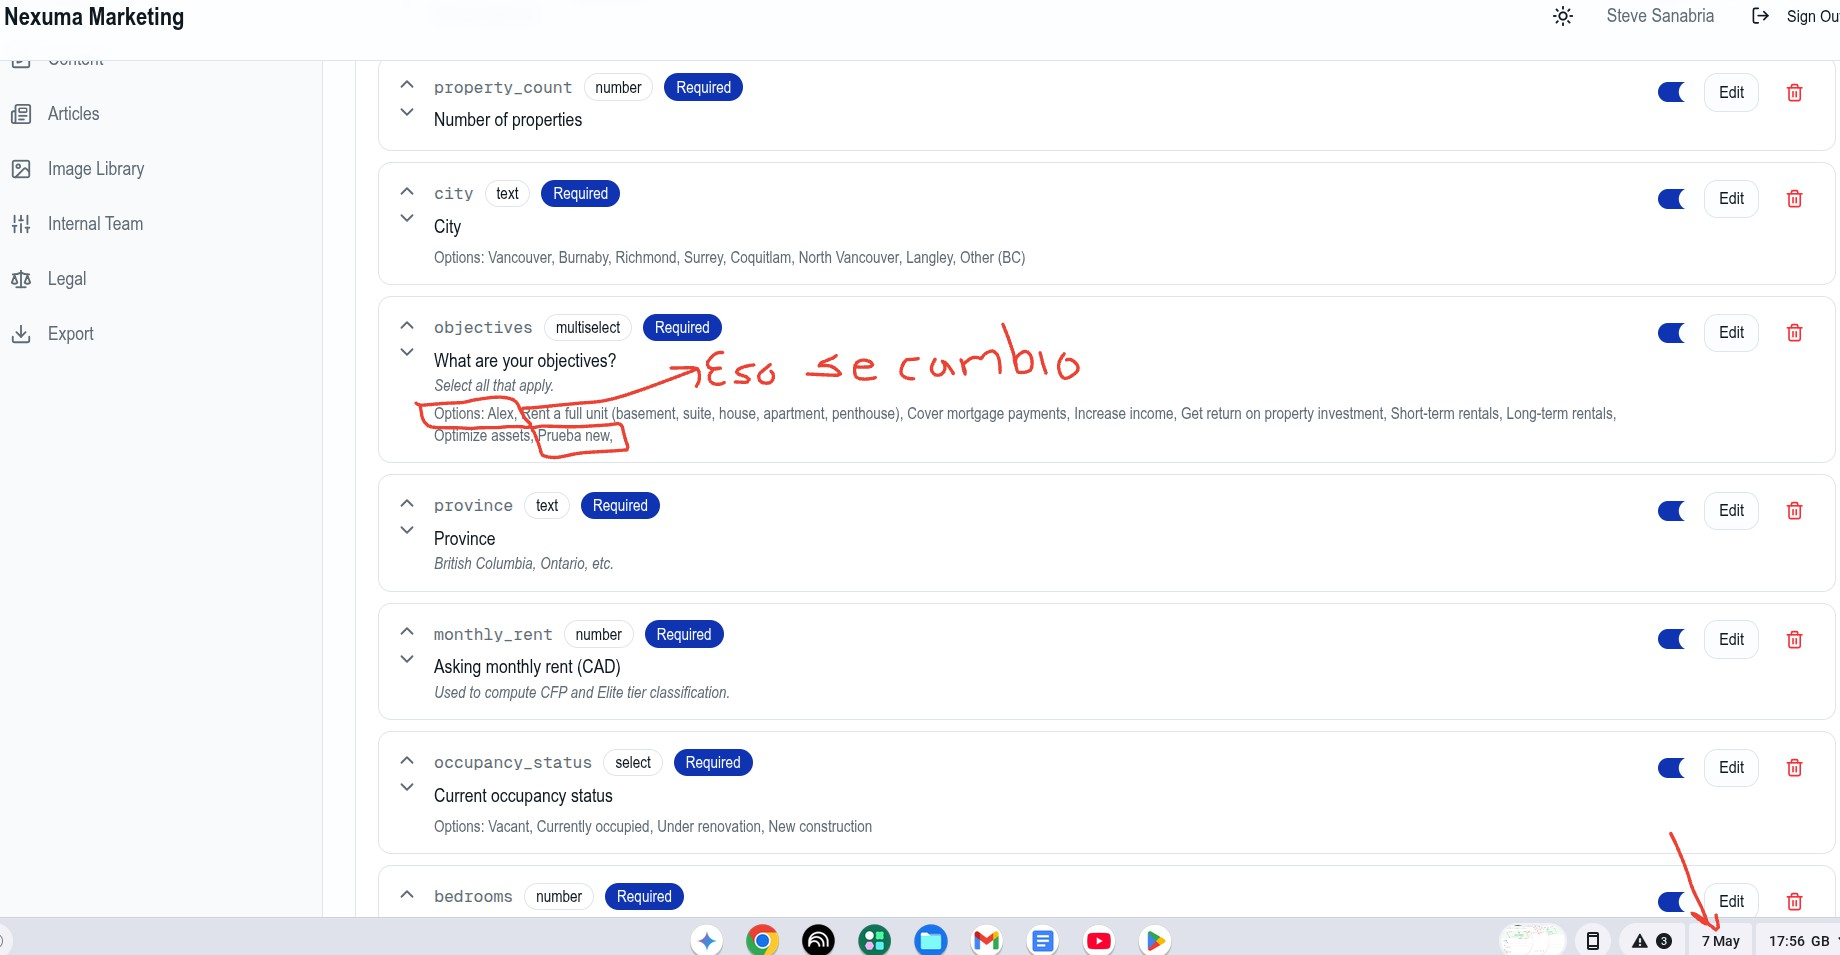 Nexuma Marketing
Steve Sanabria
Sign Ou
Content
Articles
Image Library
Internal Team
Legal
Export
property_count number Required
Edit
Number of properties
city text Required
Edit
City
Options: Vancouver, Burnaby, Richmond, Surrey, Coquitlam, North Vancouver, Langley, Other (BC)
objectives multiselect Required
Edit
What are your objectives?
Eso se cambio
Select all that apply.
Options: Alex, Rent a full unit (basement, suite, house, apartment, penthouse), Cover mortgage payments, Increase income, Get return on property investment, Short-term rentals, Long-term rentals,
Optimize assets, Prueba new,
province text Required
Edit
Province
British Columbia, Ontario, etc.
monthly_rent number Required
Edit
Asking monthly rent (CAD)
Used to compute CFP and Elite tier classification.
occupancy_status select Required
Edit
Current occupancy status
Options: Vacant, Currently occupied, Under renovation, New construction
bedrooms number Required
Edit
3
7 May
17:56 GB